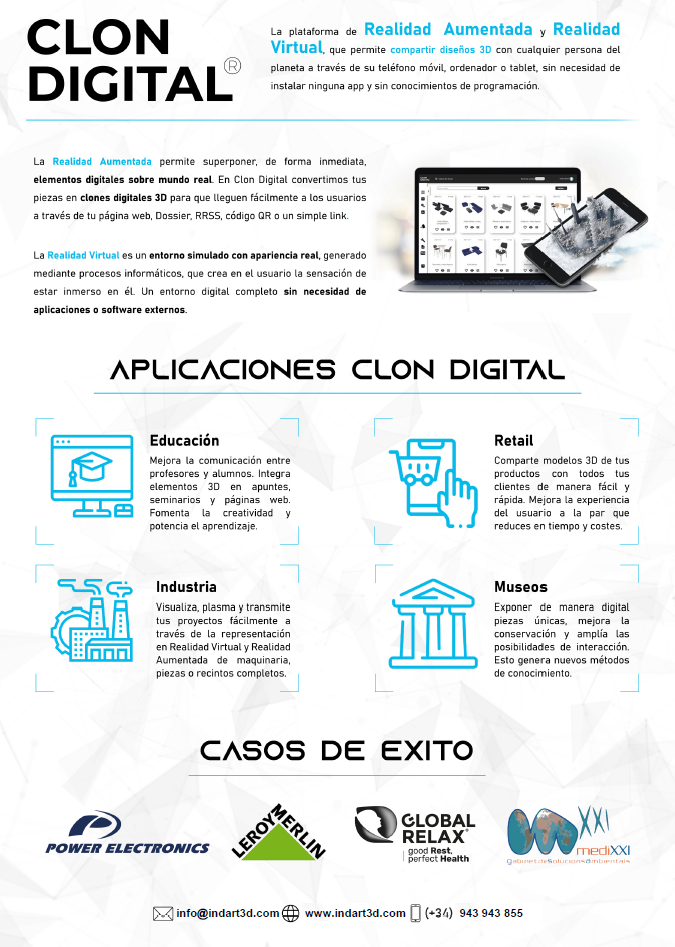 CLON
DIGITAL®
La plataforma de Realidad Aumentada y Realidad
Virtual, que permite compartir diseños 3D con cualquier persona del
planeta a través de su teléfono móvil, ordenador o tablet, sin necesidad de
instalar ninguna app y sin conocimientos de programación.
La Realidad Aumentada permite superponer, de forma inmediata,
elementos digitales sobre mundo real. En Clon Digital convertimos tus
piezas en clones digitales 3D para que lleguen fácilmente a los usuarios
a través de tu página web, Dossier, RRSS, código QR o un simple link.
La Realidad Virtual es un entorno simulado con apariencia real, generado
mediante procesos informáticos, que crea en el usuario la sensación de
estar inmerso en él. Un entorno digital completo sin necesidad de
aplicaciones o software externos.
CLON
DIGITAL
APLICACIONES CLON DIGITAL
Educación
Mejora la comunicación entre
profesores y alumnos. Integra
elementos 3D en apuntes,
seminarios y páginas web.
Fomenta la creatividad y
potencia el aprendizaje.
Retail
Comparte modelos 3D de tus
productos con todos tus
clientes de manera fácil y
rápida. Mejora la experiencia
del usuario a la par que
reduces en tiempo y costes.
Industria
Visualiza, plasma y transmite
tus proyectos fácilmente a
través de la representación
en Realidad Virtual y Realidad
Aumentada de maquinaria,
piezas o recintos completos.
Museos
Exponer de manera digital
piezas únicas, mejora la
conservación y amplía las
posibilidades de interacción.
Esto genera nuevos métodos
de conocimiento.
CASOS DE EXITO
POWER ELECTRONICS
LEROY MERLIN
GLOBAL
RELAX®
good Rest,
perfect Health
XXI
mediXXI
gabinetdesolucionsambientals
info@indart3d.com www.indart3d.com (+34) 943 943 855